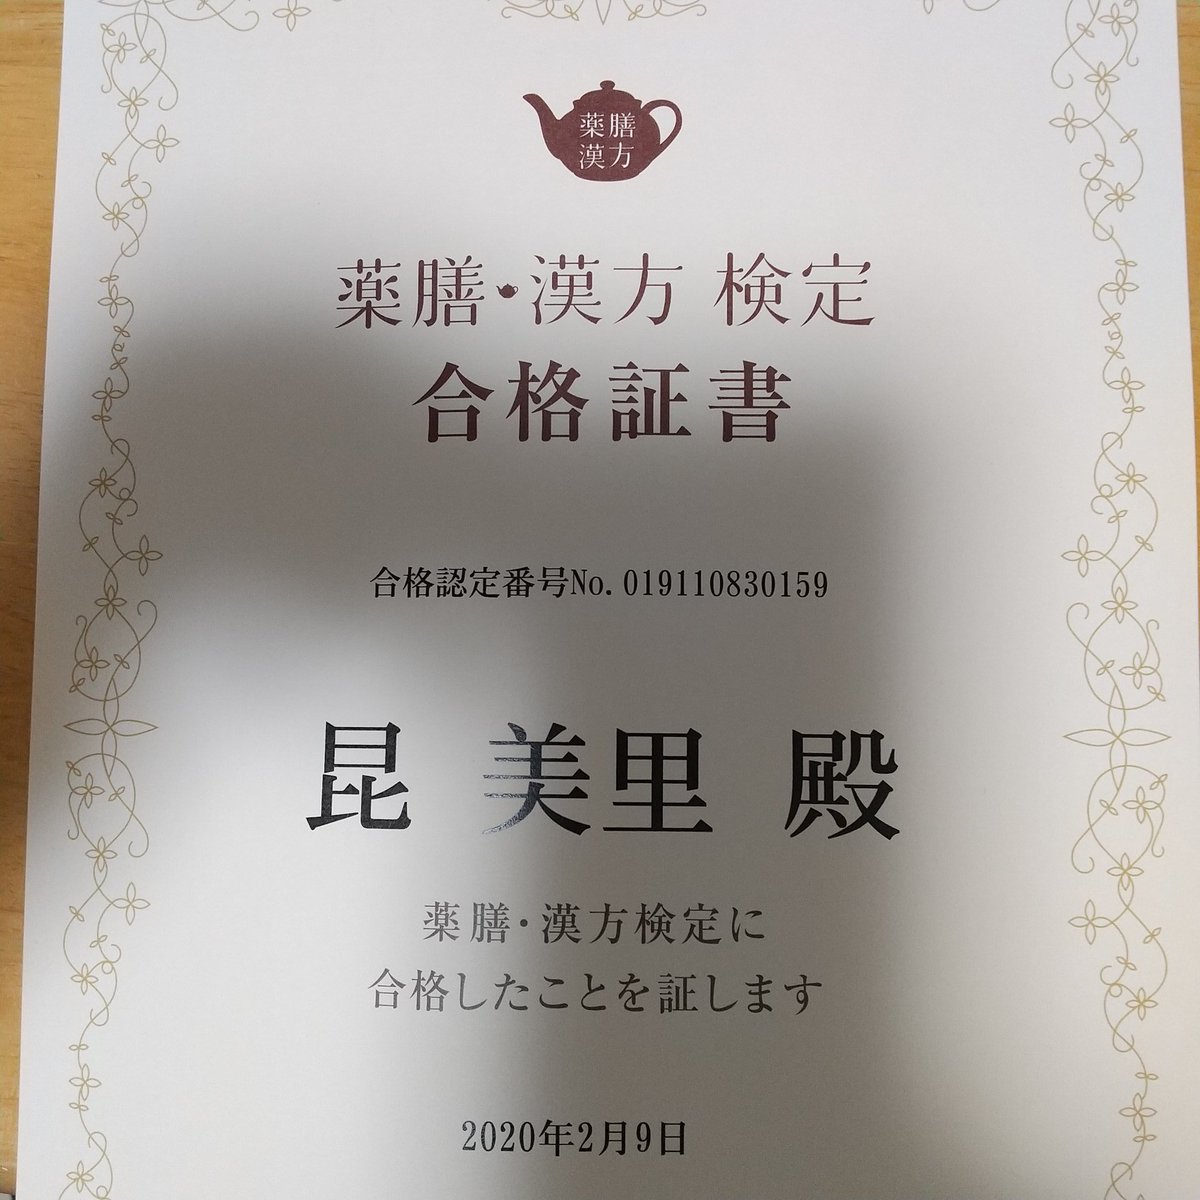 薬膳
漢方
薬膳・漢方 検定
合格証書
合格認定番号No. 019110830159
昆 美里 殿
薬膳・漢方検定に
合格したことを証します
2020年2月9日